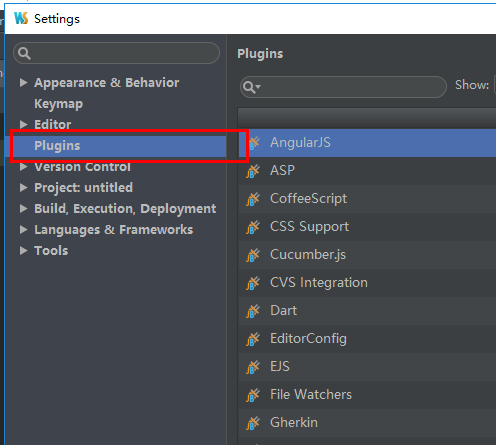 WS Settings
Appearance & Behavior
Keymap
Editor
Plugins
Version Control
Project: untitled
Build, Execution, Deployment
Languages & Frameworks
Tools
Plugins
Show:
AngularJS
ASP
CoffeeScript
CSS Support
Cucumber.js
CVS Integration
Dart
EditorConfig
EJS
File Watchers
Gherkin